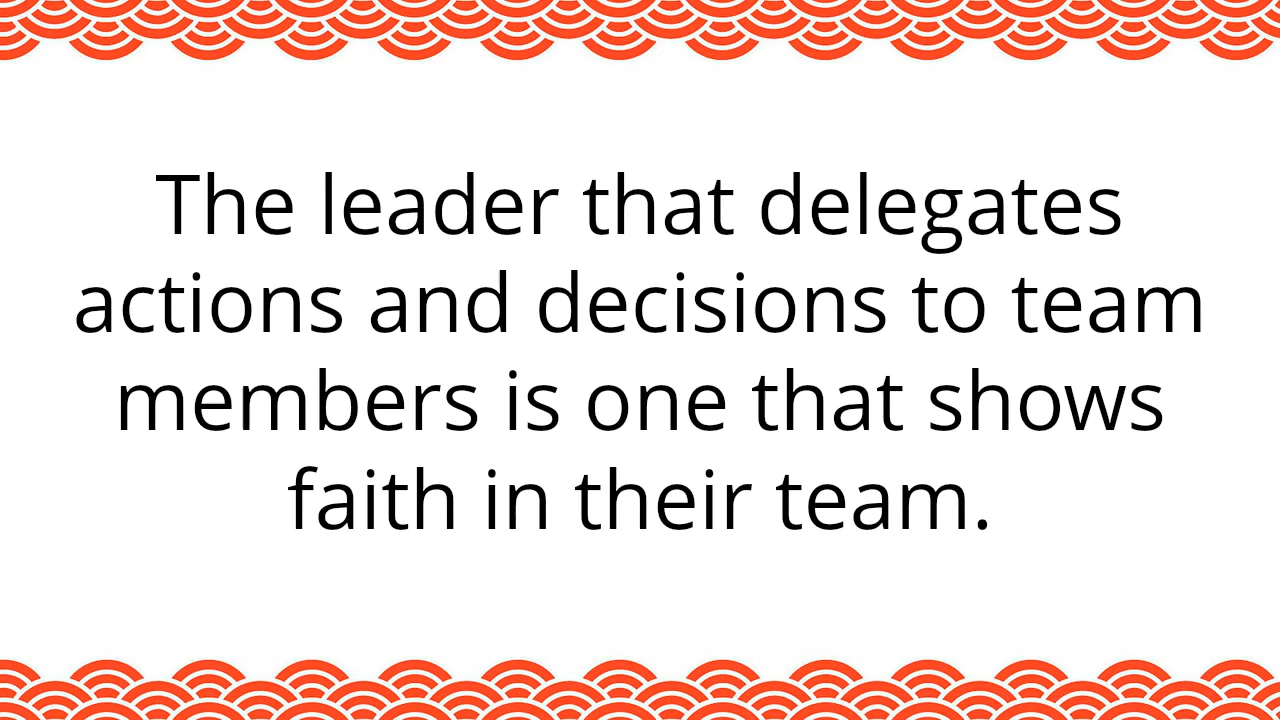 The leader that delegates
actions and decisions to team
members is one that shows
faith in their team.